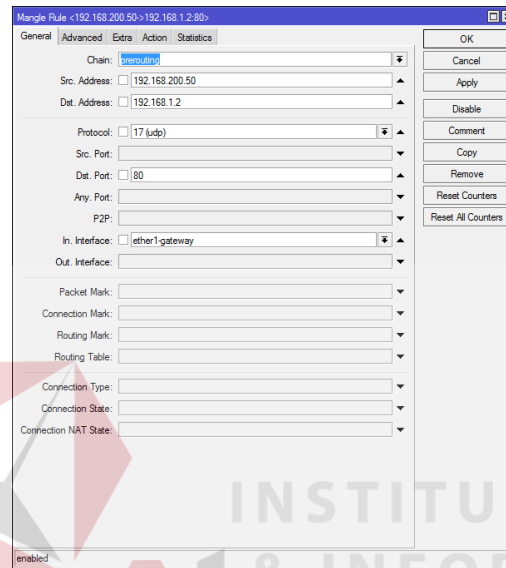 Mangle Rule <192.168.200.50->192.168.1.2:80>
General Advanced Extra Action Statistics
Chain: prerouting
Src. Address: 192.168.200.50
Dst. Address: 192.168.1.2
Protocol: 17 (udp)
Src. Port:
Dst. Port: 80
Any. Port:
P2P:
In. Interface: ether1-gateway
Out. Interface:
Packet Mark:
Connection Mark:
Routing Mark:
Routing Table:
Connection Type:
Connection State:
Connection NAT State:
enabled
OK
Cancel
Apply
Disable
Comment
Copy
Remove
Reset Counters
Reset All Counters
INSTITU
& INFOR